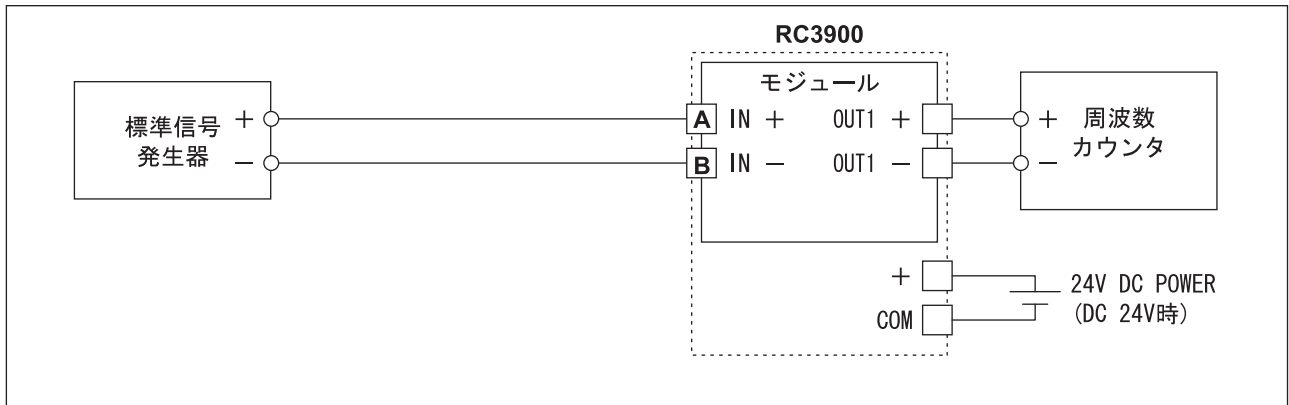 RC3900
モジュール
標準信号
発生器
+
−
A IN + OUT1 +
B IN − OUT1 −
+
−
周波数
カウンタ
+
COM
24V DC POWER
(DC 24V時)